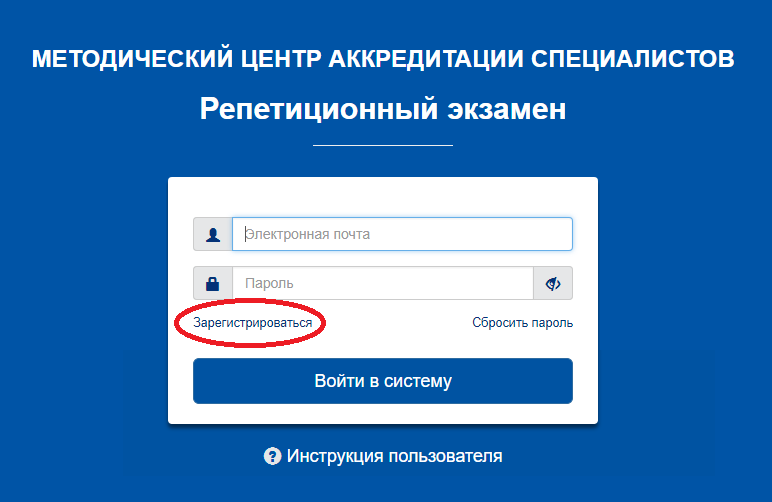 МЕТОДИЧЕСКИЙ ЦЕНТР АККРЕДИТАЦИИ СПЕЦИАЛИСТОВ
Репетиционный экзамен
Электронная почта
Пароль
Зарегистрироваться
Сбросить пароль
Войти в систему
Инструкция пользователя